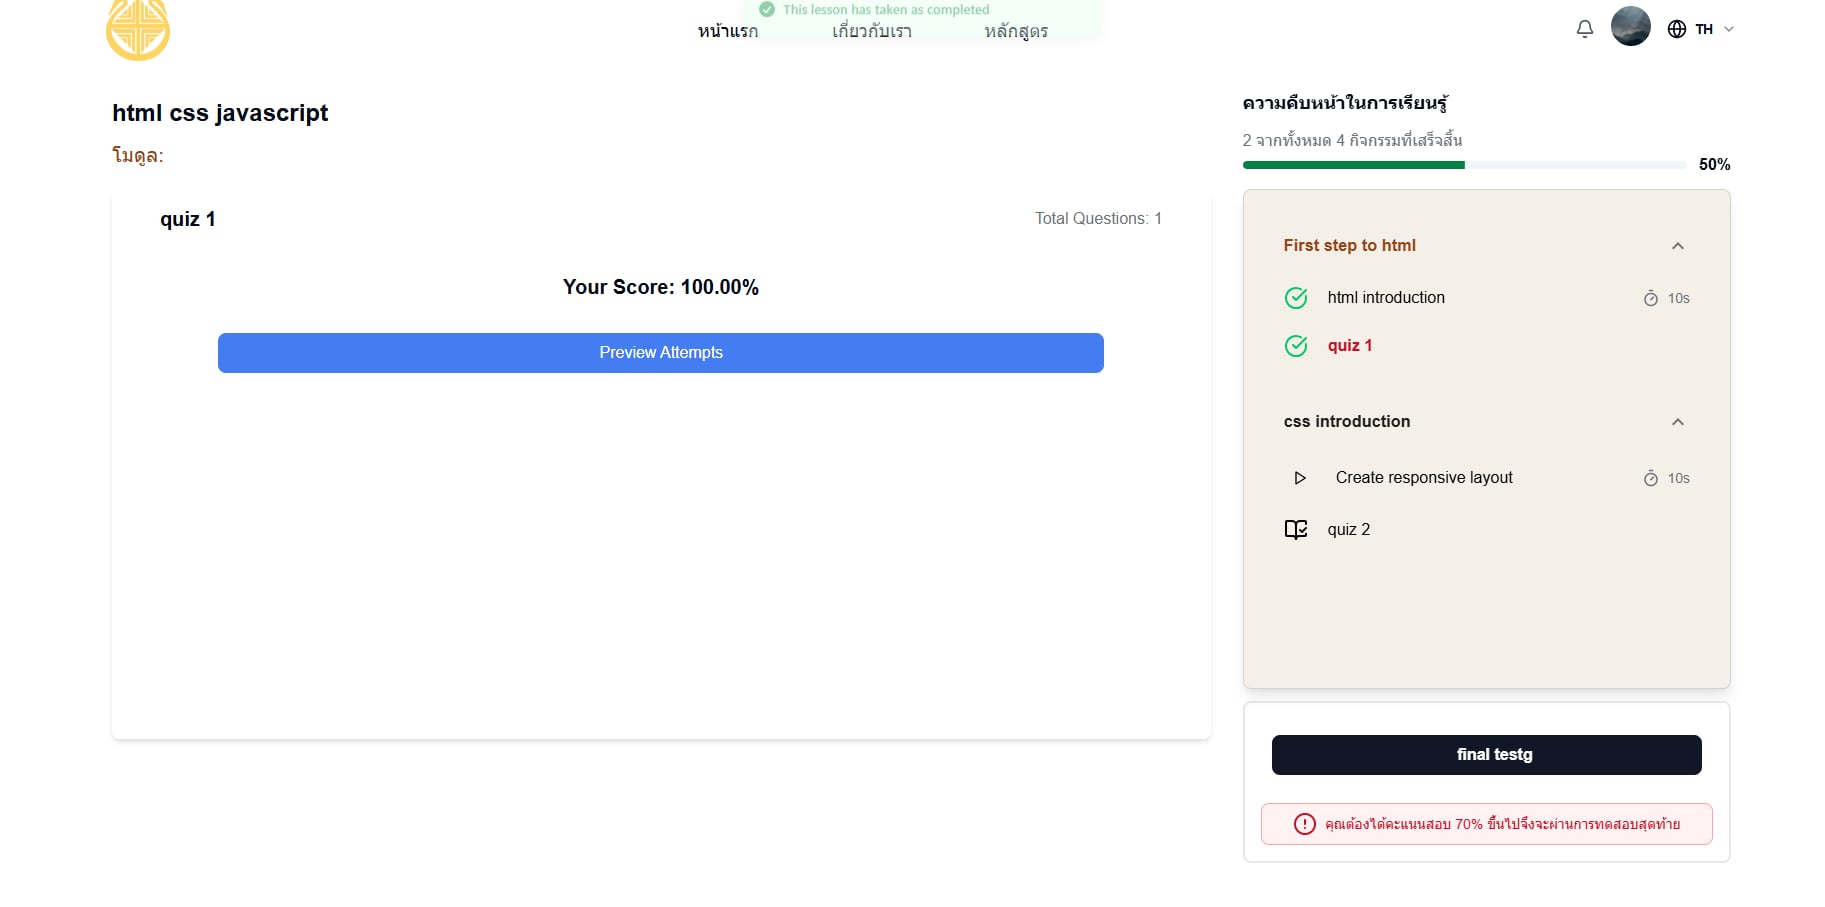 This lesson has taken as completed
หน้าแรก เกี่ยวกับเรา หลักสูตร TH
html css javascript
โมดูล:
quiz 1 Total Questions: 1
Your Score: 100.00%
Preview Attempts
ความคืบหน้าในการเรียนรู้
2 จากทั้งหมด 4 กิจกรรมที่เสร็จสิ้น
50%
First step to html
html introduction 10s
quiz 1
css introduction
Create responsive layout 10s
quiz 2
final testg
คุณต้องได้คะแนนสอบ 70% ขึ้นไปจึงจะผ่านการทดสอบสุดท้าย